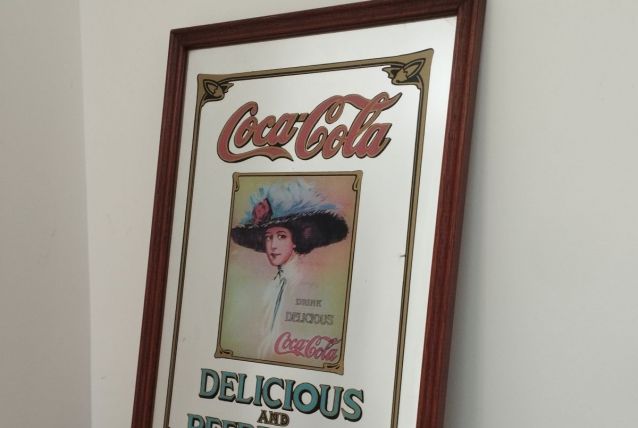 Coca-Cola
DRINK
DELICIOUS
Coca-Cola
DELICIOUS
AND